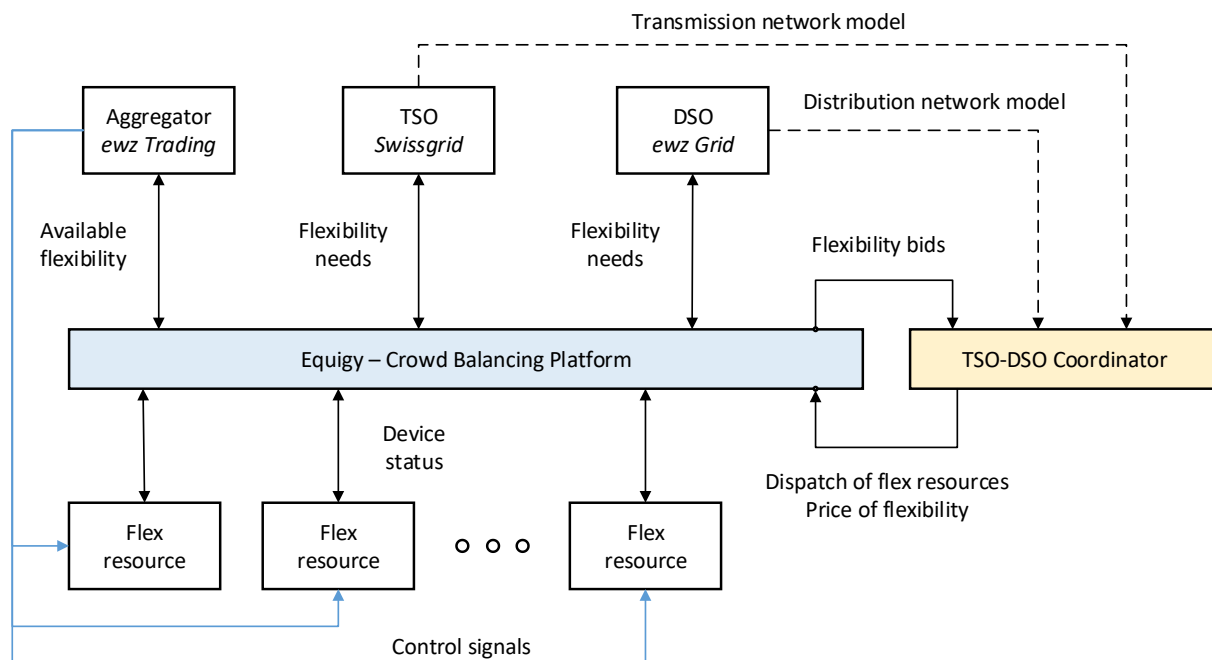 Transmission network model
Aggregator
ewz Trading
TSO
Swissgrid
DSO
ewz Grid
Distribution network model
Available
flexibility
Flexibility
needs
Flexibility
needs
Flexibility bids
Equigy – Crowd Balancing Platform
TSO-DSO Coordinator
Device
status
Dispatch of flex resources
Price of flexibility
Flex
resource
Flex
resource
Flex
resource
Control signals